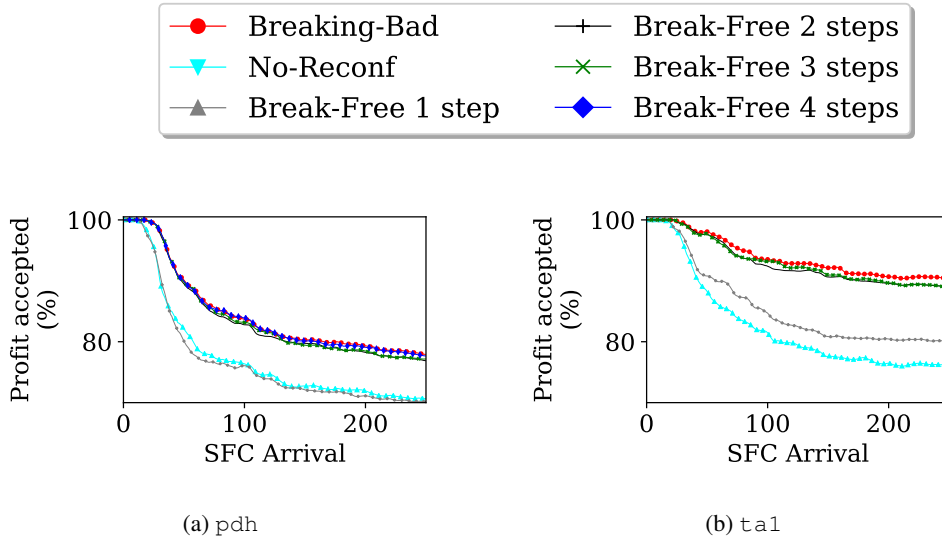 Breaking-Bad
No-Reconf
Break-Free 1 step
Break-Free 2 steps
Break-Free 3 steps
Break-Free 4 steps
100
80
0
100
200
Profit accepted
(%)
SFC Arrival
(a) pdh
100
80
0
100
200
Profit accepted
(%)
SFC Arrival
(b) ta1